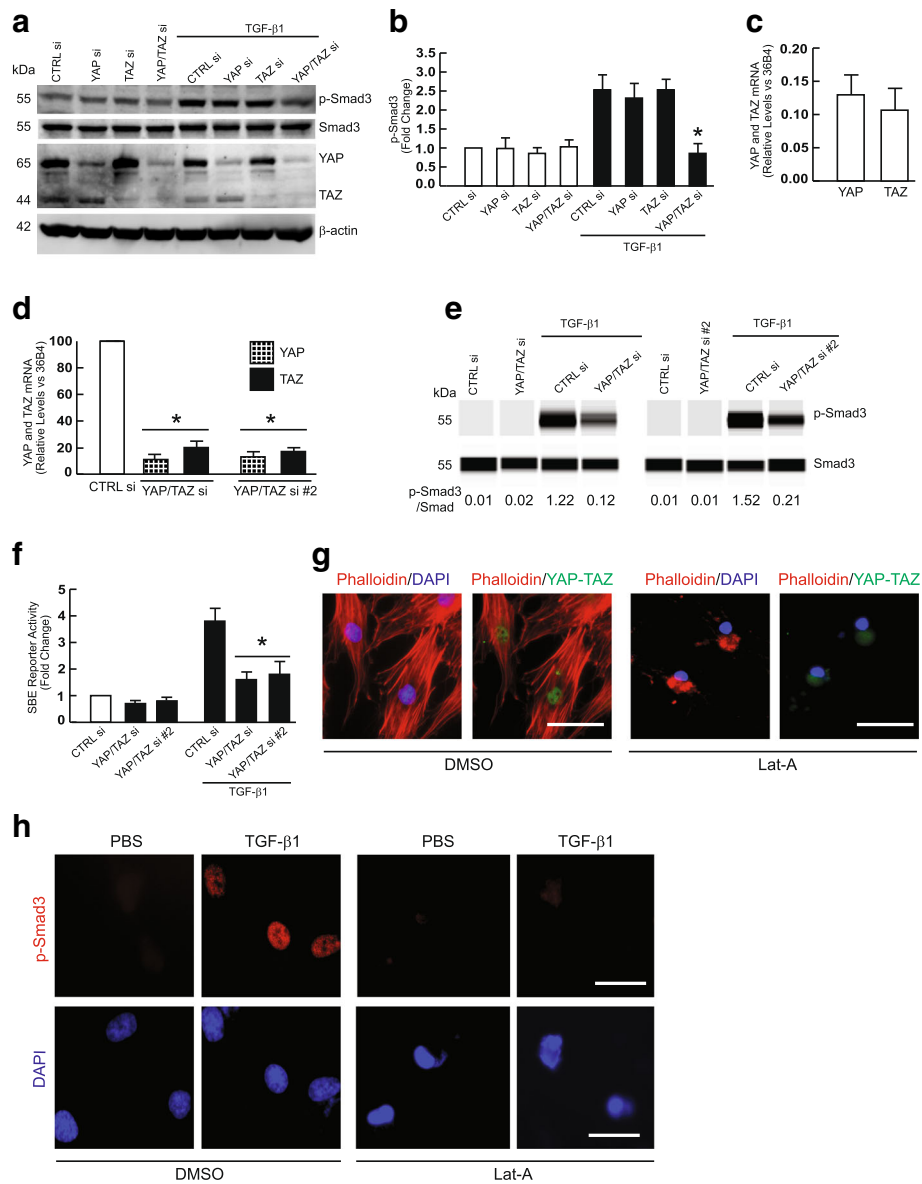 a
TGF-β1
kDa
CTRL si
YAP si
TAZ si
YAP/TAZ si
CTRL si
YAP si
TAZ si
YAP/TAZ si
55
p-Smad3
55
Smad3
65
YAP
44
TAZ
42
β-actin
b
p-Smad3
(Fold Change)
3.5
3.0
2.5
2.0
1.5
1.0
0.5
0.0
*
CTRL si
YAP si
TAZ si
YAP/TAZ si
CTRL si
YAP si
TAZ si
YAP/TAZ si
TGF-β1
c
YAP and TAZ mRNA
(Relative Levels vs 36B4)
0.20
0.15
0.10
0.05
0.00
YAP
TAZ
d
YAP and TAZ mRNA
(Relative Levels vs 36B4)
100
80
60
40
20
0
YAP
TAZ
*
*
CTRL si
YAP/TAZ si
YAP/TAZ si #2
e
TGF-β1
TGF-β1
CTRL si
YAP/TAZ si
CTRL si
YAP/TAZ si
CTRL si
YAP/TAZ si #2
CTRL si
YAP/TAZ si #2
kDa
55
p-Smad3
55
Smad3
p-Smad3
/Smad
0.01 0.02 1.22 0.12 0.01 0.01 1.52 0.21
f
SBE Reporter Activity
(Fold Change)
5
4
3
2
1
0
*
CTRL si
YAP/TAZ si
YAP/TAZ si #2
CTRL si
YAP/TAZ si
YAP/TAZ si #2
TGF-β1
g
Phalloidin/DAPI
Phalloidin/YAP-TAZ
Phalloidin/DAPI
Phalloidin/YAP-TAZ
DMSO
Lat-A
h
PBS
TGF-β1
PBS
TGF-β1
p-Smad3
DAPI
DMSO
Lat-A